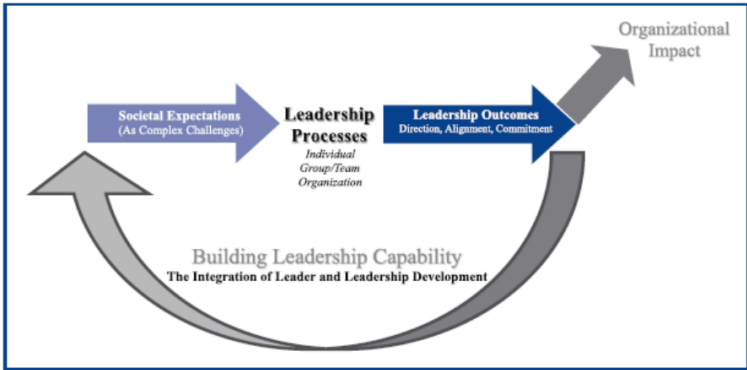 Organizational
Impact
Societal Expectations
(As Complex Challenges)
Leadership
Processes
Individual
Group/Team
Organization
Leadership Outcomes
Direction, Alignment, Commitment
Building Leadership Capability
The Integration of Leader and Leadership Development